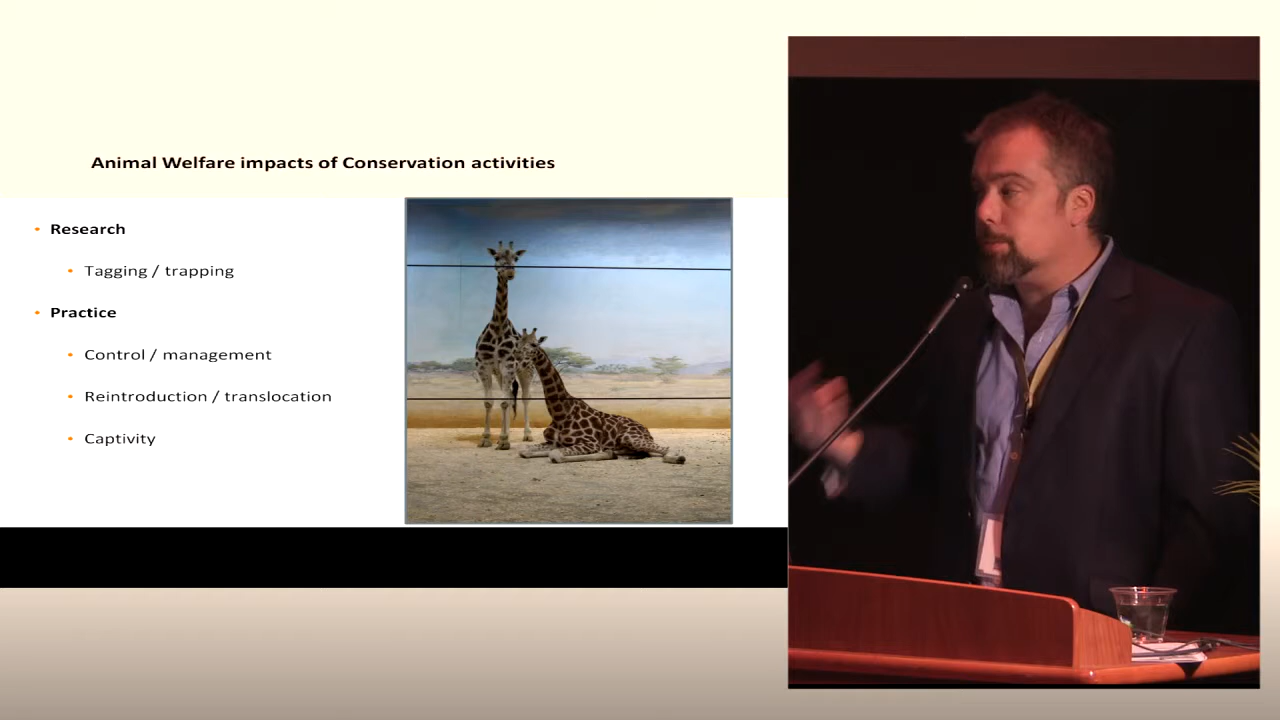 Animal Welfare impacts of Conservation activities
• Research
• Tagging / trapping
• Practice
• Control / management
• Reintroduction / translocation
• Captivity